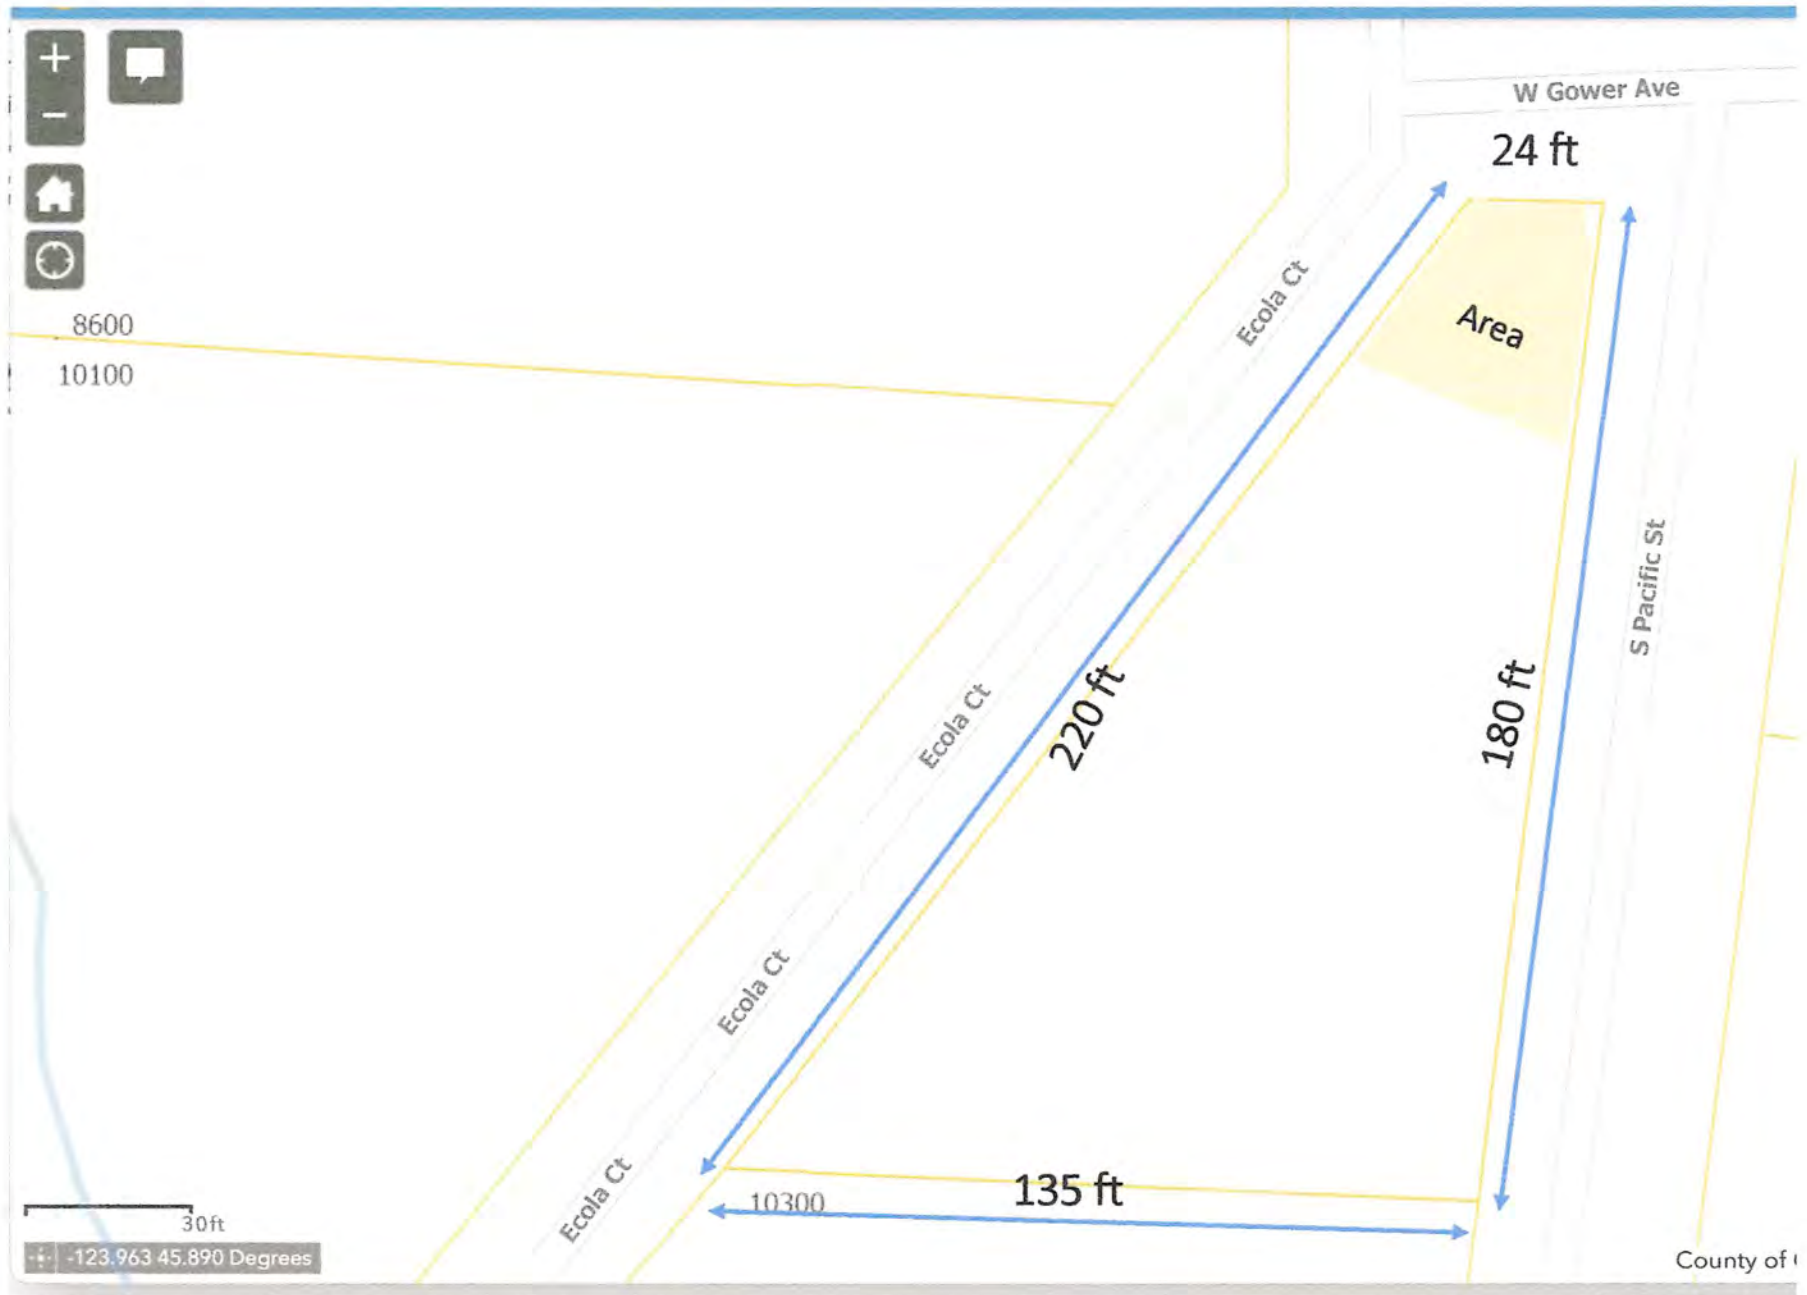 W Gower Ave
24 ft
Ecola Ct
8600
Area
10100
S Pacific St
Ecola Ct
220 ft
180 ft
Ecola Ct
Ecola Ct
135 ft
10300
30ft
-123.963 45.890 Degrees
County of